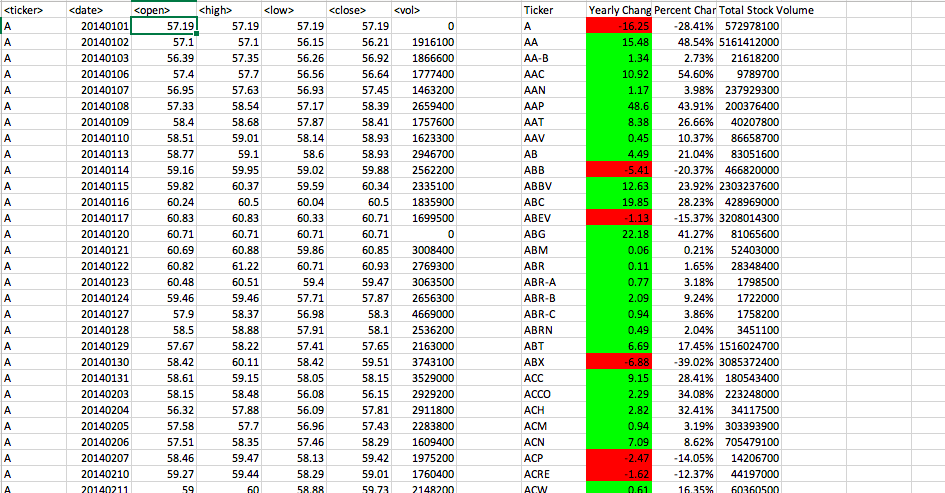 <ticker> <date> <open> <high> <low> <close> <vol> Ticker Yearly Chang Percent Char Total Stock Volume
A 20140101 57.19 57.19 57.19 57.19 0 A -16.25 -28.41% 572978100
A 20140102 57.1 57.1 56.15 56.21 1916100 AA 15.48 48.54% 5161412000
A 20140103 56.39 57.35 56.26 56.92 1866600 AA-B 1.34 2.73% 21618200
A 20140106 57.4 57.7 56.56 56.64 1777400 AAC 10.92 54.60% 9789700
A 20140107 56.95 57.63 56.93 57.45 1463200 AAN 1.17 3.98% 237929300
A 20140108 57.33 58.54 57.17 58.39 2659400 AAP 48.6 43.91% 200376400
A 20140109 58.4 58.68 57.87 58.41 1757600 AAT 8.38 26.66% 40207800
A 20140110 58.51 59.01 58.14 58.93 1623300 AAV 0.45 10.37% 86658700
A 20140113 58.77 59.1 58.6 58.93 2946700 AB 4.49 21.04% 83051600
A 20140114 59.16 59.95 59.02 59.88 2562200 ABB -5.41 -20.37% 466820000
A 20140115 59.82 60.37 59.59 60.34 2335100 ABBV 12.63 23.92% 2303237600
A 20140116 60.24 60.5 60.04 60.5 1835900 ABC 19.85 28.23% 428969000
A 20140117 60.83 60.83 60.33 60.71 1699500 ABEV -1.13 -15.37% 3208014300
A 20140120 60.71 60.71 60.71 60.71 0 ABG 22.18 41.27% 81065600
A 20140121 60.69 60.88 59.86 60.85 3008400 ABM 0.06 0.21% 52403000
A 20140122 60.82 61.22 60.71 60.93 2769300 ABR 0.11 1.65% 28348400
A 20140123 60.48 60.51 59.4 59.47 3063500 ABR-A 0.77 3.18% 1798500
A 20140124 59.46 59.46 57.71 57.87 2656300 ABR-B 2.09 9.24% 1722000
A 20140127 57.9 58.37 56.98 58.3 4669000 ABR-C 0.94 3.86% 1758200
A 20140128 58.5 58.88 57.91 58.1 2536200 ABRN 0.49 2.04% 3451100
A 20140129 57.67 58.22 57.41 57.65 2163000 ABT 6.69 17.45% 1516024700
A 20140130 58.42 60.11 58.42 59.51 3743100 ABX -6.88 -39.02% 3085372400
A 20140131 58.61 59.15 58.05 58.15 3529000 ACC 9.15 28.41% 180543400
A 20140203 58.15 58.48 56.08 56.15 2929200 ACCO 2.29 34.08% 223248000
A 20140204 56.32 57.88 56.09 57.81 2911800 ACH 2.82 32.41% 34117500
A 20140205 57.58 57.7 56.96 57.43 2283800 ACM 0.94 3.19% 303393900
A 20140206 57.51 58.35 57.46 58.29 1609400 ACN 7.09 8.62% 705479100
A 20140207 58.46 59.47 58.13 59.42 1975200 ACP -2.47 -14.05% 14206700
A 20140210 59.27 59.44 58.29 59.01 1760400 ACRE -1.62 -12.37% 44197000
A 20140211 59 60 58.88 59.73 2148200 ACW 0.61 16.35% 60360500